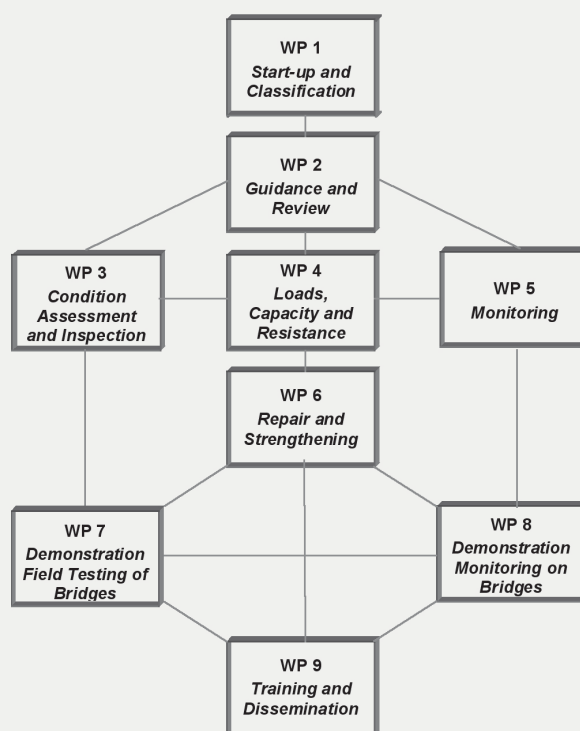 WP 1
Start-up and
Classification
WP 2
Guidance and
Review
WP 3
Condition
Assessment
and Inspection
WP 4
Loads,
Capacity and
Resistance
WP 5
Monitoring
WP 6
Repair and
Strengthening
WP 7
Demonstration
Field Testing of
Bridges
WP 8
Demonstration
Monitoring on
Bridges
WP 9
Training and
Dissemination